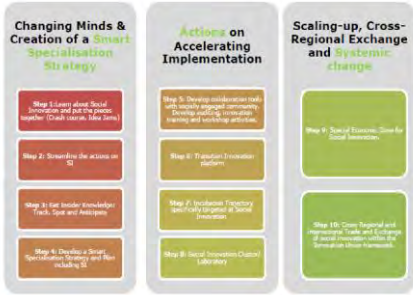 Changing Minds &
Creation of a Smart
Specialisation
Strategy
Step 1: Learn about Social
Innovation and put the pieces
together (Crash course, Idea Jams)
Step 2: Streamline the actions on
SI
Step 3: Get Insider Knowledge:
Track, Spot and Anticipate
Step 4: Develop a Smart
Specialisation Strategy and Plan
including SI
Actions on
Accelerating
Implementation
Step 5: Develop collaboration tools
with socially engaged community.
Develop auditing, innovation
training and workshop activities.
Step 6: Transition Innovation
platform
Step 7: Incubation Trajectory
specifically targeted at Social
Innovation
Step 8: Social Innovation Cluster/
Laboratory
Scaling-up, Cross-
Regional Exchange
and Systemic
change
Step 9: Special Economic Zone for
Social Innovation.
Step 10: Cross Regional and
International Trade and Exchange
of social innovation within the
Innovation Union framework.